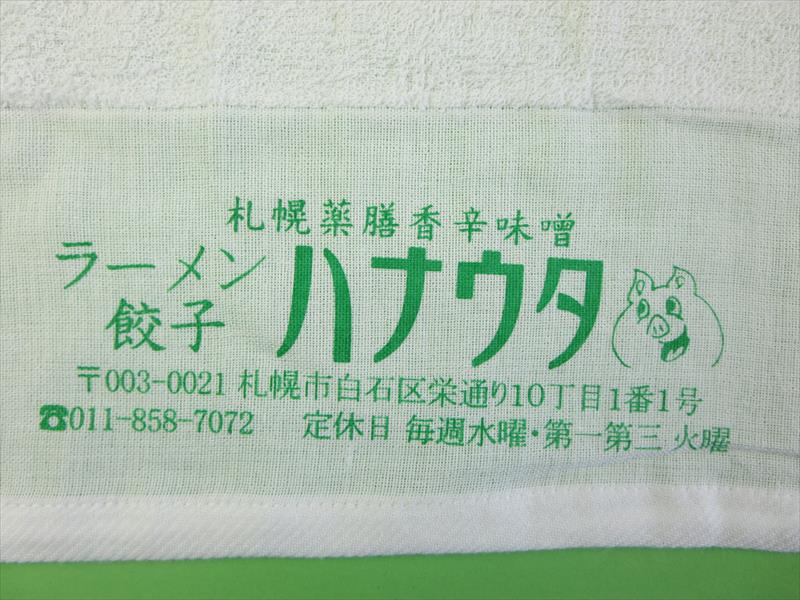 札幌薬膳香辛味噌
ラーメン
餃子
ハナウタ
〒003-0021 札幌市白石区栄通り10丁目1番1号
☎011-858-7072 定休日 毎週水曜・第一第三 火曜